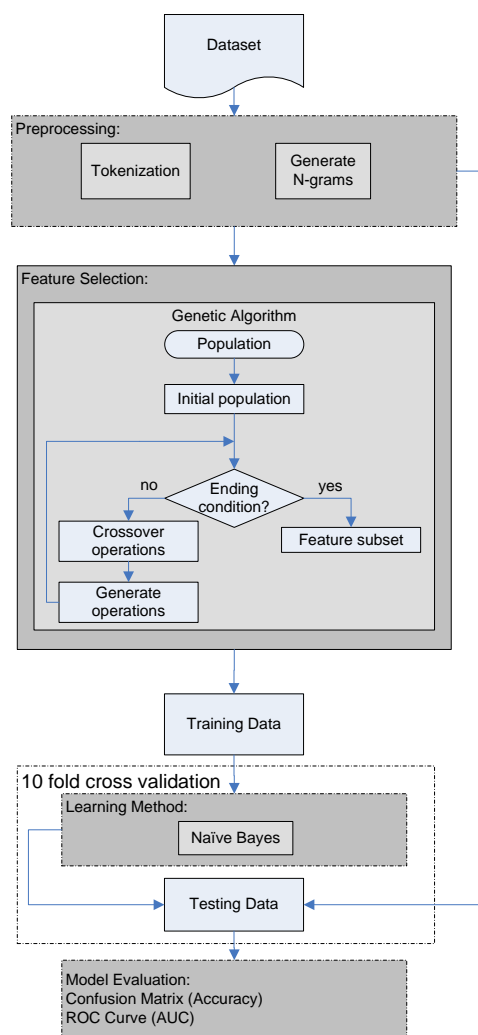 Dataset
Preprocessing:
Tokenization
Generate
N-grams
Feature Selection:
Genetic Algorithm
Population
Initial population
no
Ending
condition?
yes
Crossover
operations
Feature subset
Generate
operations
Training Data
10 fold cross validation
Learning Method:
Naïve Bayes
Testing Data
Model Evaluation:
Confusion Matrix (Accuracy)
ROC Curve (AUC)